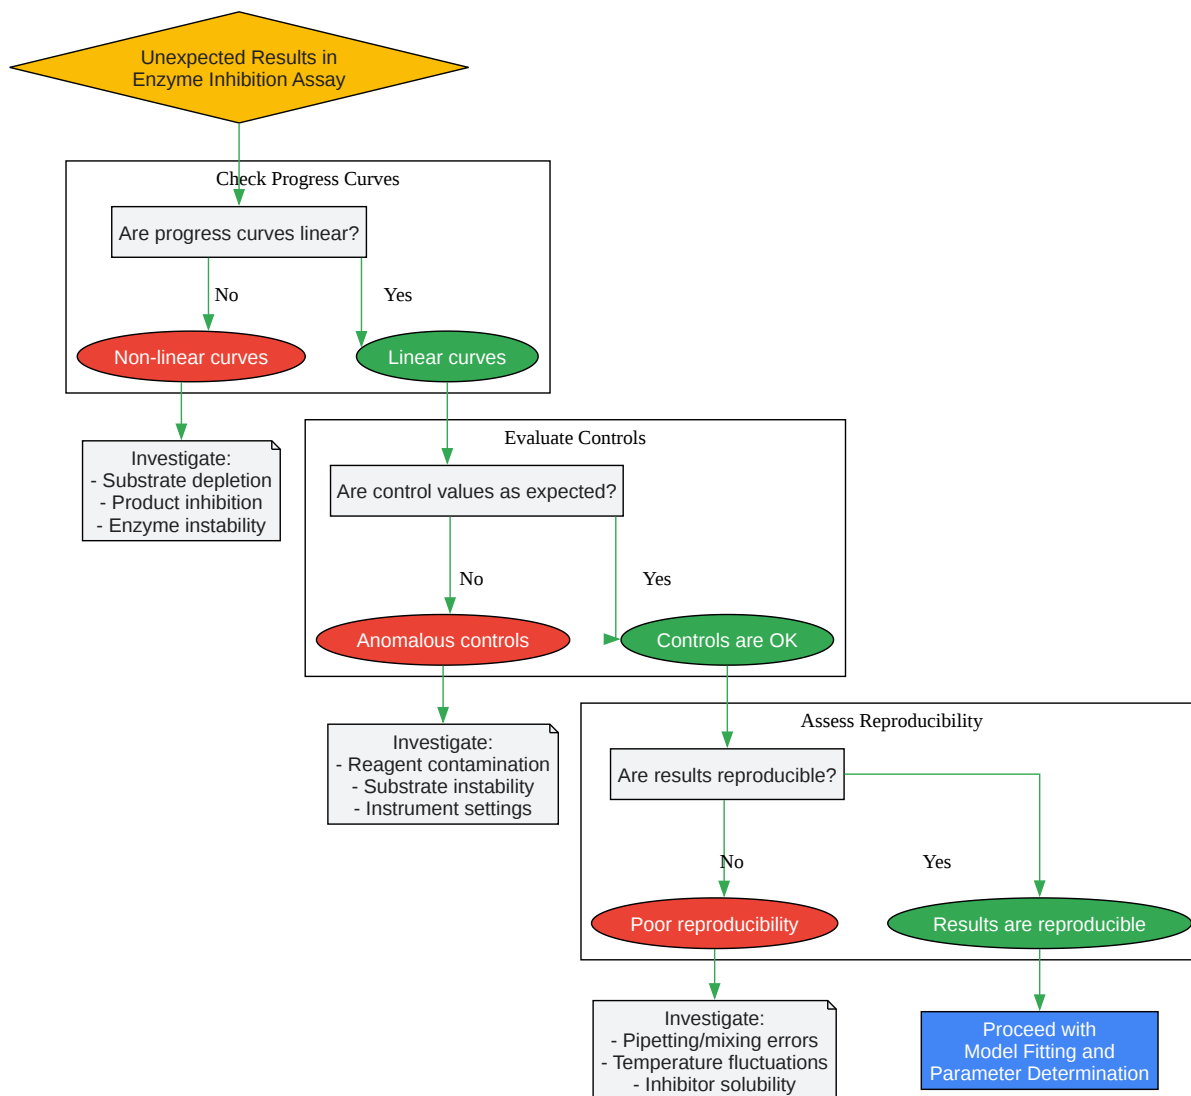 Unexpected Results in
Enzyme Inhibition Assay
Check Progress Curves
Are progress curves linear?
No
Yes
Non-linear curves
Linear curves
Investigate:
- Substrate depletion
- Product inhibition
- Enzyme instability
Evaluate Controls
Are control values as expected?
No
Yes
Anomalous controls
Controls are OK
Investigate:
- Reagent contamination
- Substrate instability
- Instrument settings
Assess Reproducibility
Are results reproducible?
No
Yes
Poor reproducibility
Results are reproducible
Investigate:
- Pipetting/mixing errors
- Temperature fluctuations
- Inhibitor solubility
Proceed with
Model Fitting and
Parameter Determination